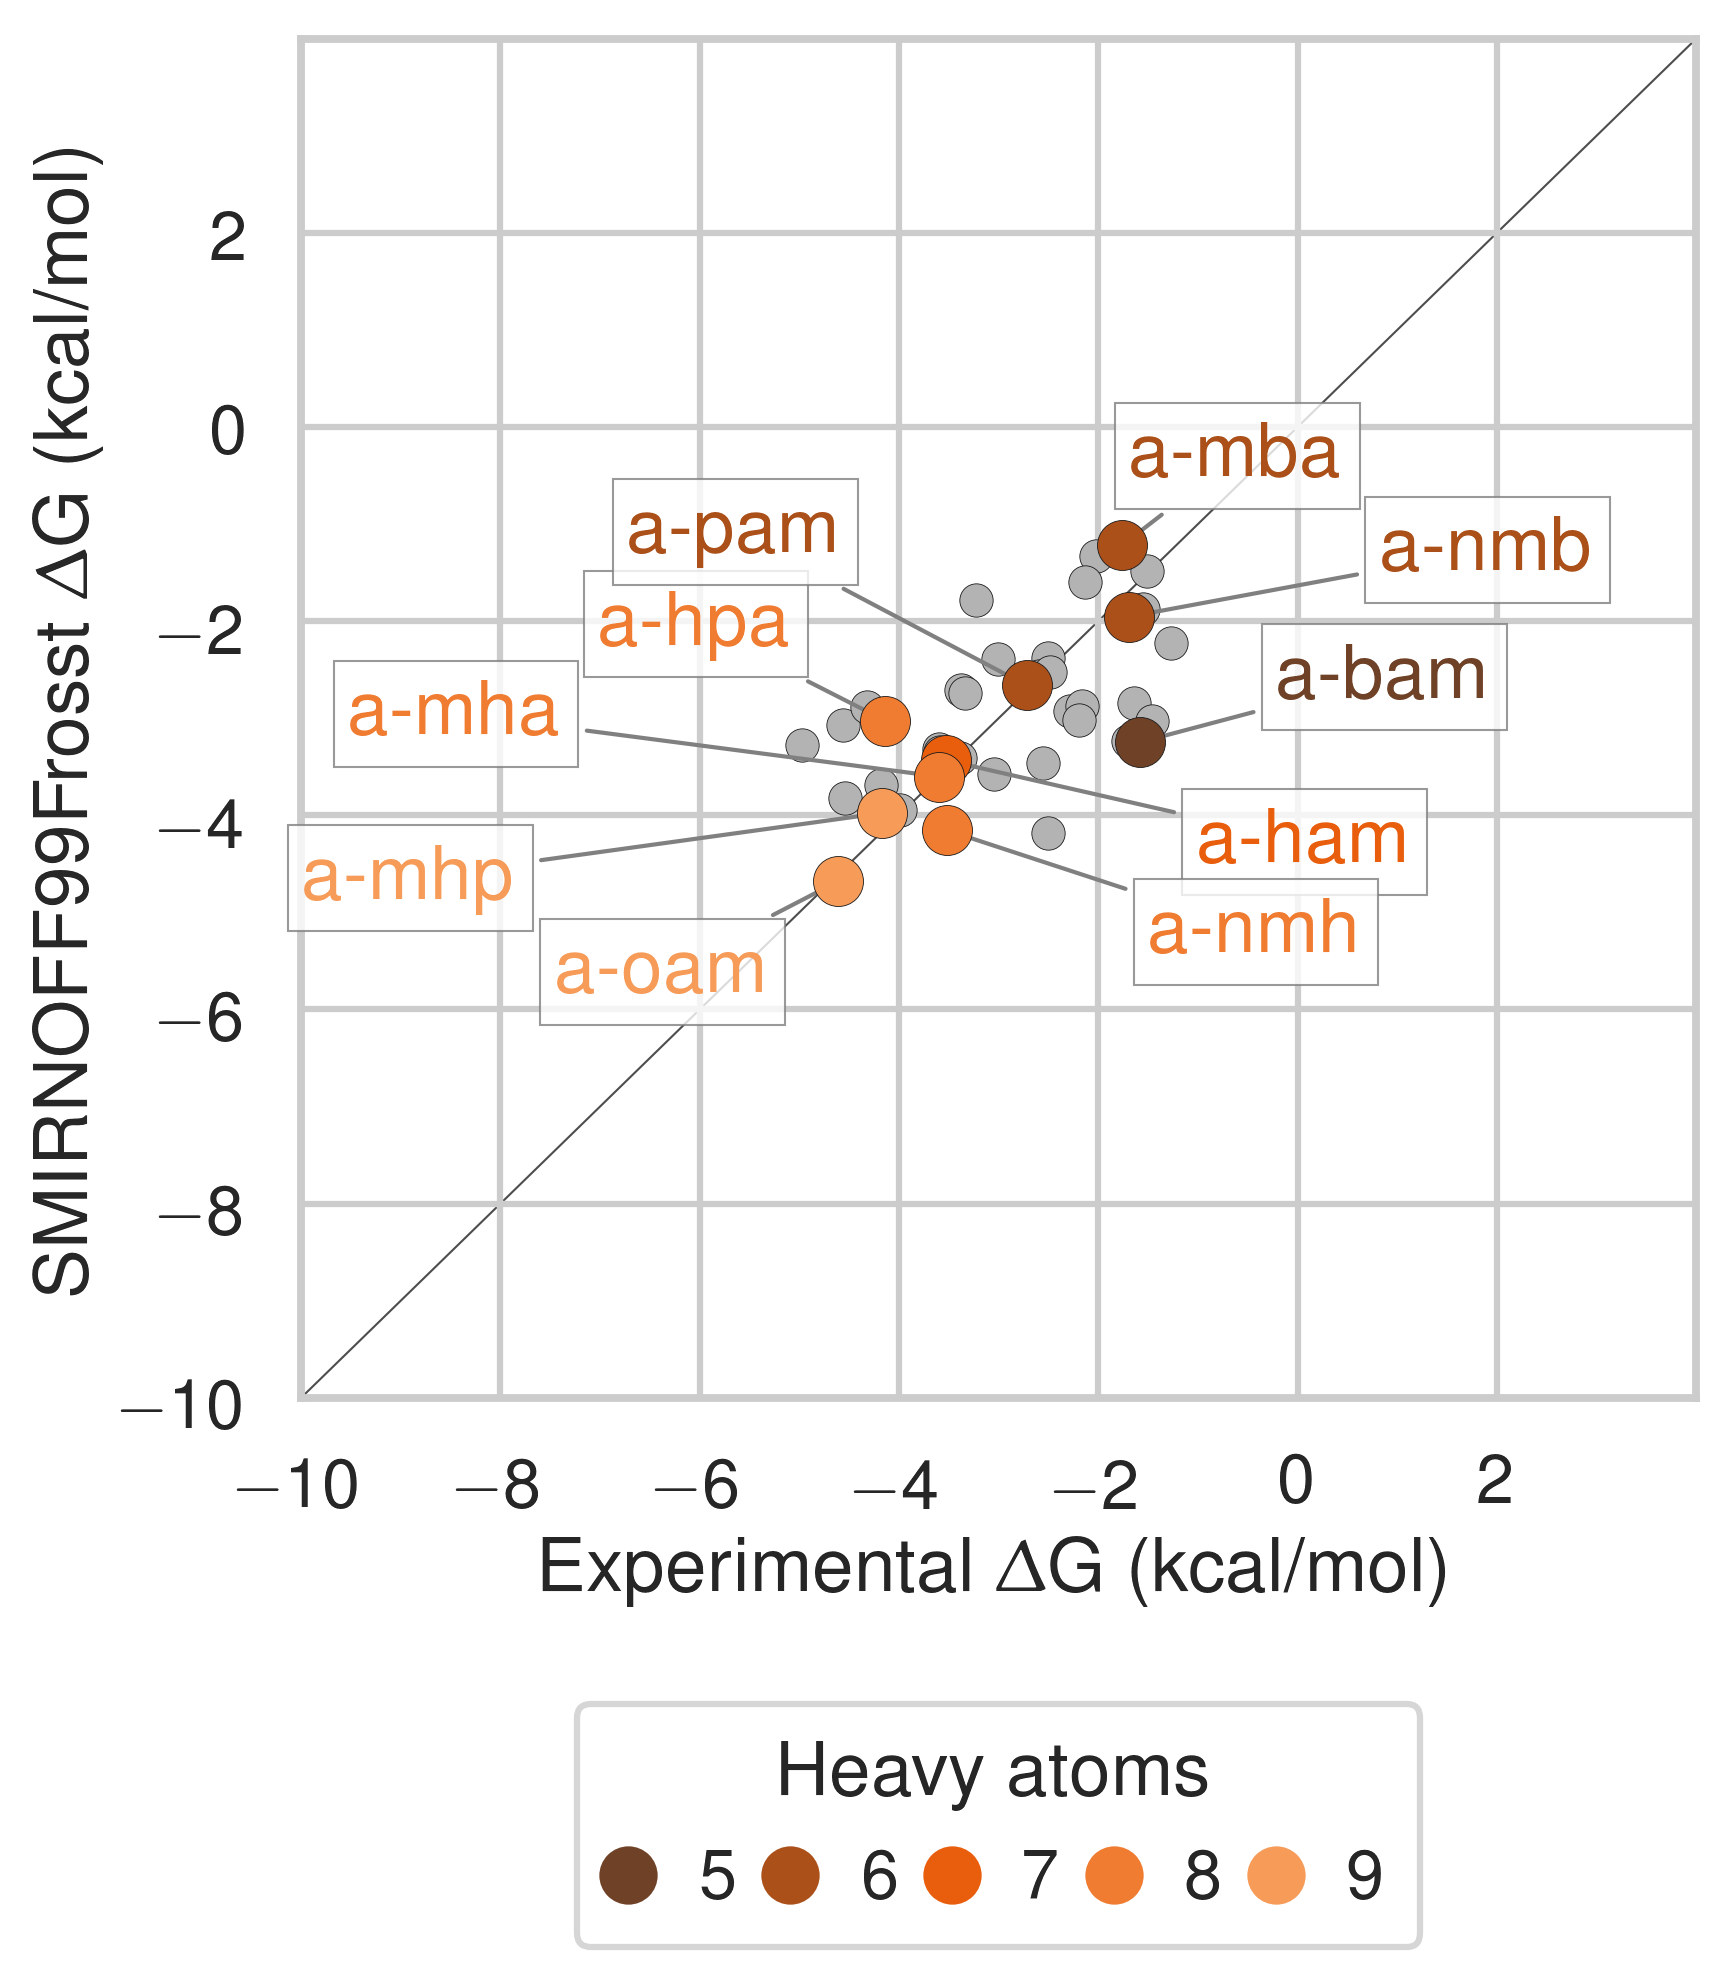 SMIRNOFF99Frosst ΔG (kcal/mol)
2
0
−2
−4
−6
−8
−10
a-mba
a-pam
a-nmb
a-hpa
a-bam
a-mha
a-ham
a-mhp
a-nmh
a-oam
−10 −8 −6 −4 −2 0 2
Experimental ΔG (kcal/mol)
Heavy atoms
5 6 7 8 9